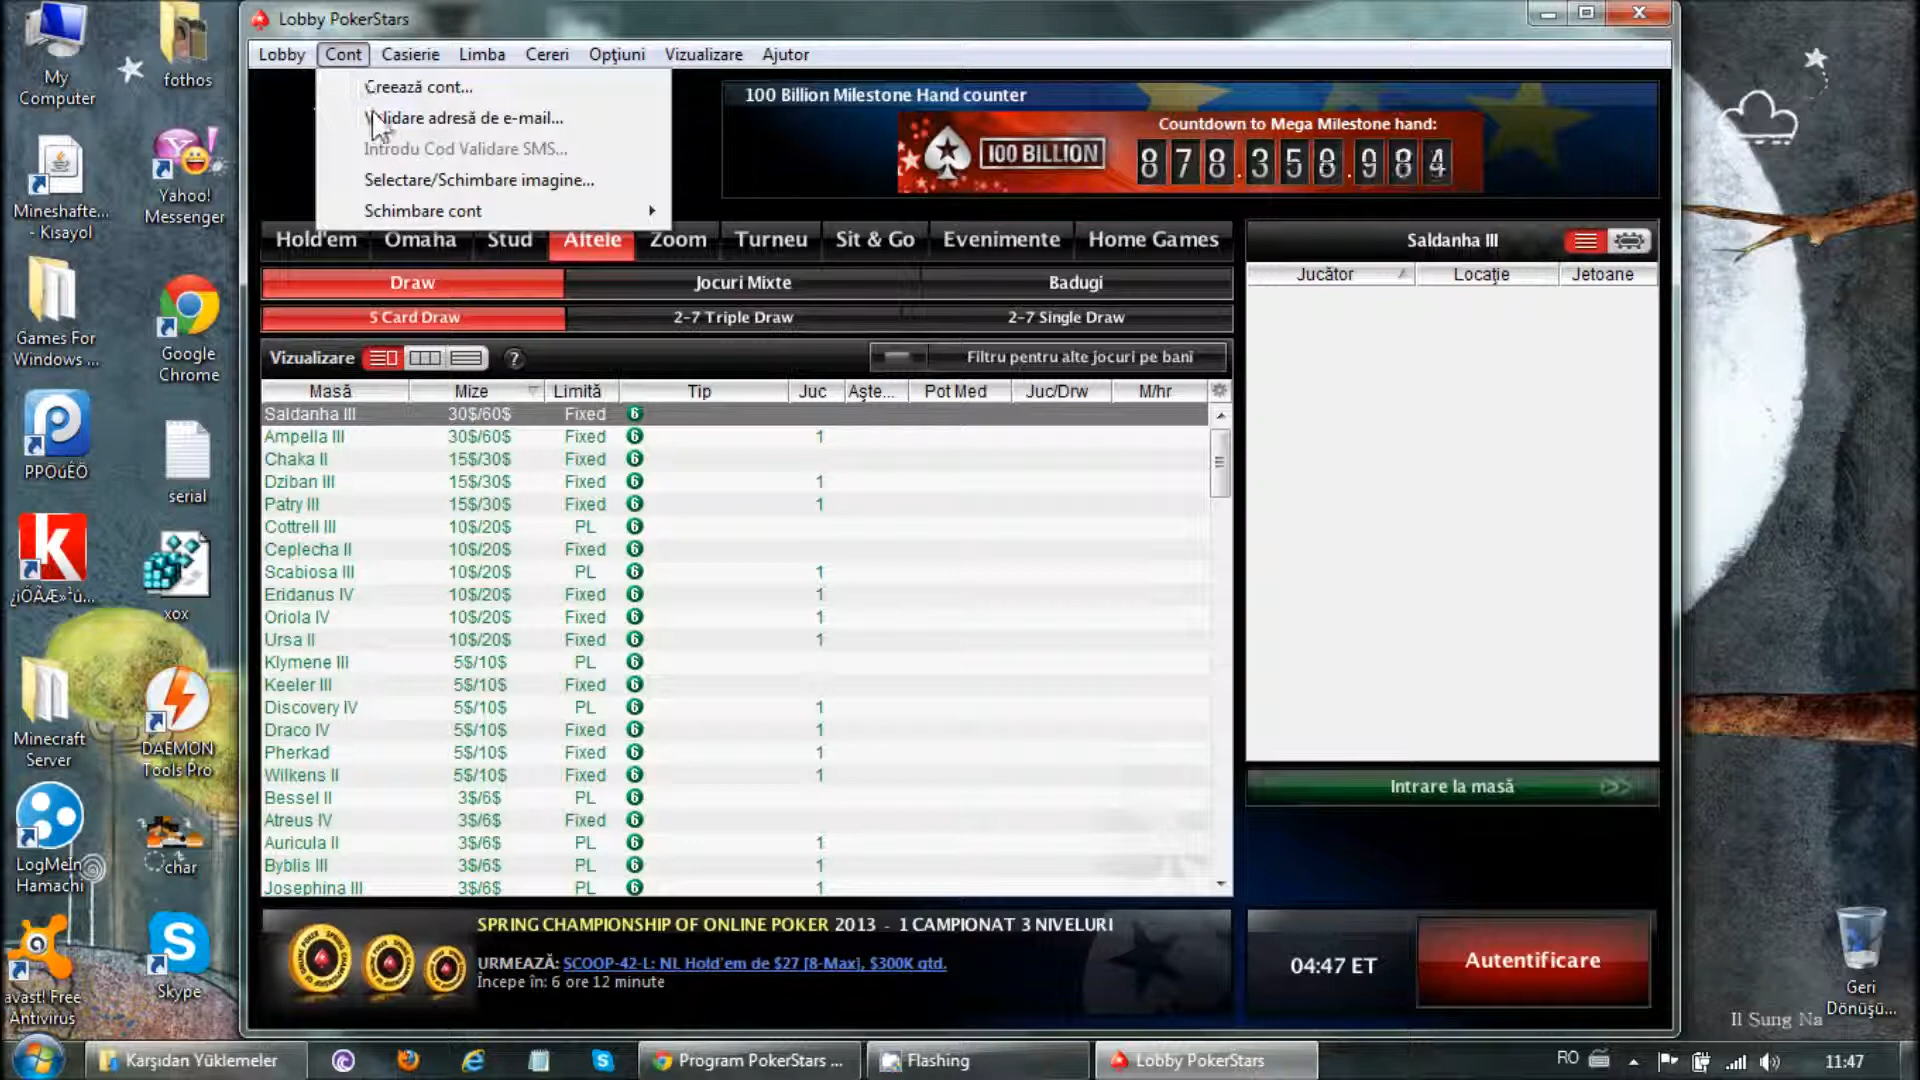 Lobby PokerStars
Lobby Cont Casierie Limba Cereri Opţiuni Vizualizare Ajutor
Creează cont...
Validare adresă de e-mail...
Introdu Cod Validare SMS...
Selectare/Schimbare imagine...
Schimbare cont
100 Billion Milestone Hand counter
100 BILLION
Countdown to Mega Milestone hand:
878.358.984
Hold'em Omaha Stud Altele Zoom Turneu Sit & Go Evenimente Home Games
Draw Jocuri Mixte Badugi
5 Card Draw 2-7 Triple Draw 2-7 Single Draw
Vizualizare ? Filtru pentru alte jocuri pe bani
Masă Mize Limită Tip Juc Aşte... Pot Med Juc/Drw M/hr
Saldanha III 30$/60$ Fixed 6
Ampella III 30$/60$ Fixed 6 1
Chaka II 15$/30$ Fixed 6
Dziban III 15$/30$ Fixed 6 1
Patry III 15$/30$ Fixed 6 1
Cottrell III 10$/20$ PL 6
Ceplecha II 10$/20$ Fixed 6
Scabiosa III 10$/20$ PL 6 1
Eridanus IV 10$/20$ Fixed 6 1
Oriola IV 10$/20$ Fixed 6 1
Ursa II 10$/20$ Fixed 6 1
Klymene III 5$/10$ PL 6
Keeler III 5$/10$ Fixed 6
Discovery IV 5$/10$ PL 6 1
Draco IV 5$/10$ Fixed 6 1
Pherkad 5$/10$ Fixed 6 1
Wilkens II 5$/10$ Fixed 6 1
Bessel II 3$/6$ PL 6
Atreus IV 3$/6$ Fixed 6
Auricula II 3$/6$ PL 6 1
Byblis III 3$/6$ PL 6 1
Josephina III 3$/6$ PL 6 1
Saldanha III
Jucător Locaţie Jetoane
Intrare la masă
SPRING CHAMPIONSHIP OF ONLINE POKER 2013 - 1 CAMPIONAT 3 NIVELURI
URMEAZĂ: SCOOP-42-L: NL Hold'em de $27 [8-Max], $300K gtd.
Începe în: 6 ore 12 minute
04:47 ET
Autentificare
My
Computer
fothos
Mineshafte...
- Kısayol
Yahoo!
Messenger
Games For
Windows ...
Google
Chrome
PPÖúÊÖ
serial
¿ìÓÃÆ»¹û...
xox
Minecraft
Server
DAEMON
Tools Pro
LogMeIn
Hamachi
char
avast! Free
Antivirus
Skype
Geri
Dönüşü...
Il Sung Na
Karşıdan Yüklemeler
Program PokerStars ...
Flashing
Lobby PokerStars
RO
11:47